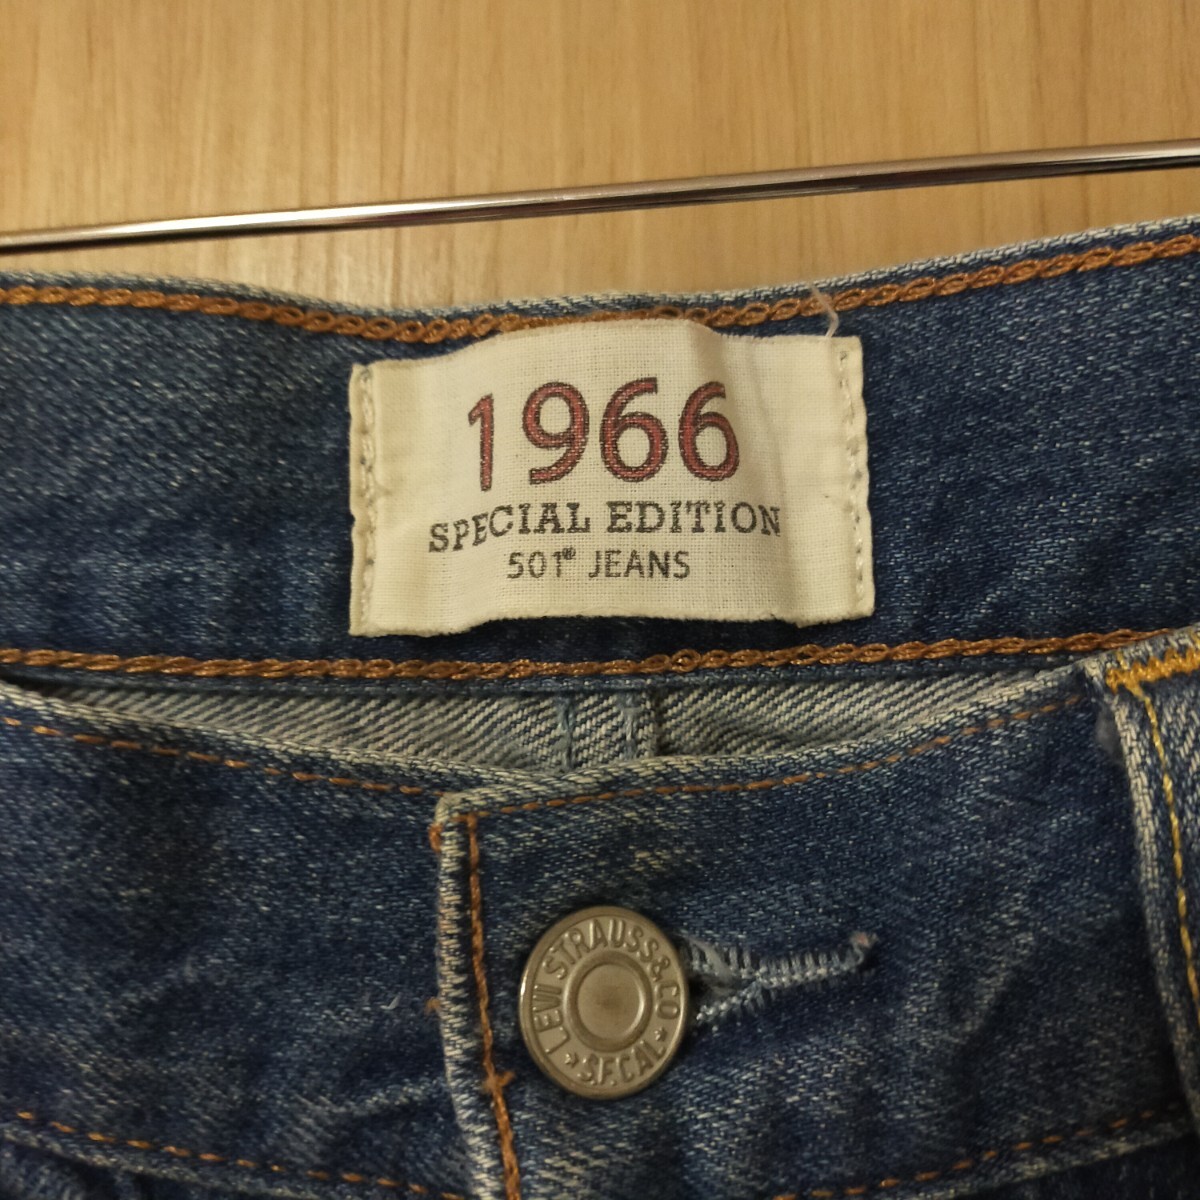 1966
SPECIAL EDITION
501® JEANS
LEVI STRAUSS & CO
★ S.F.CAL ★